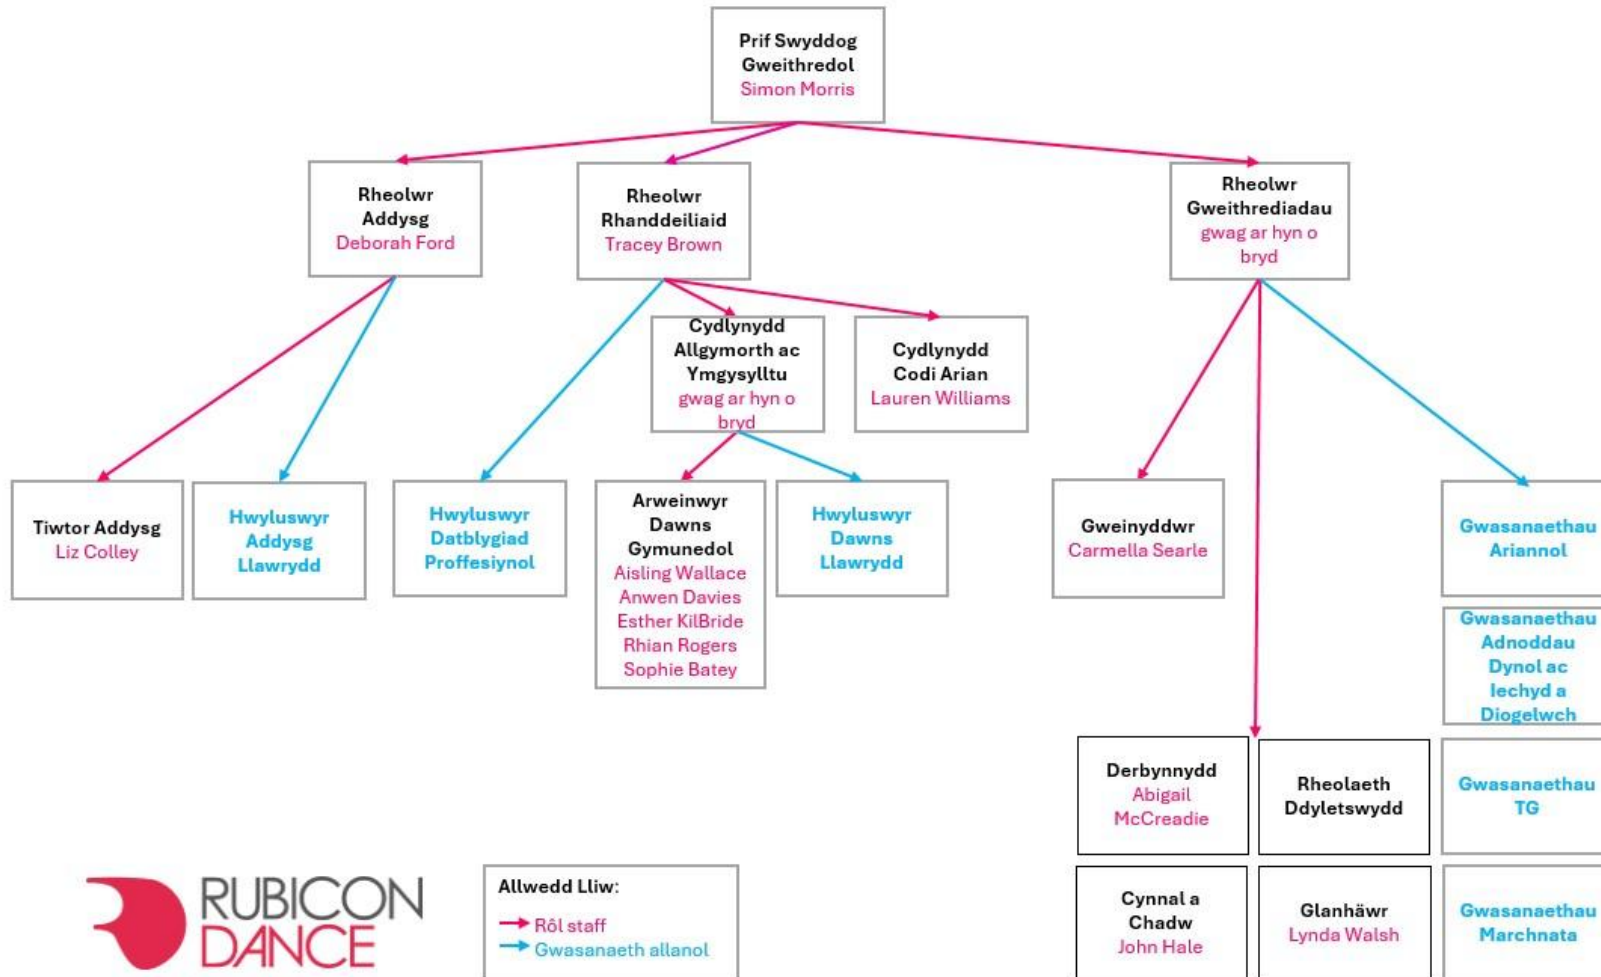 Prif Swyddog
Gweithredol
Simon Morris
Rheolwr
Addysg
Deborah Ford
Rheolwr
Rhanddeiliaid
Tracey Brown
Rheolwr
Gweithrediadau
gwag ar hyn o
bryd
Cydlynydd
Allgymorth ac
Ymgysylltu
gwag ar hyn o
bryd
Cydlynydd
Codi Arian
Lauren Williams
Tiwtor Addysg
Liz Colley
Hwyluswyr
Addysg
Llawrydd
Hwyluswyr
Datblygiad
Proffesiynol
Arweinwyr
Dawns
Gymunedol
Aisling Wallace
Anwen Davies
Esther KilBride
Rhian Rogers
Sophie Batey
Hwyluswyr
Dawns
Llawrydd
Gweinyddwr
Carmella Searle
Gwasanaethau
Ariannol
Gwasanaethau
Adnoddau
Dynol ac
Iechyd a
Diogelwch
Derbynnydd
Abigail
McCreadie
Rheolaeth
Ddyletswydd
Gwasanaethau
TG
Cynnal a
Chadw
John Hale
Glanhäwr
Lynda Walsh
Gwasanaethau
Marchnata
RUBICON
DANCE
Allwedd Lliw:
Rôl staff
Gwasanaeth allanol